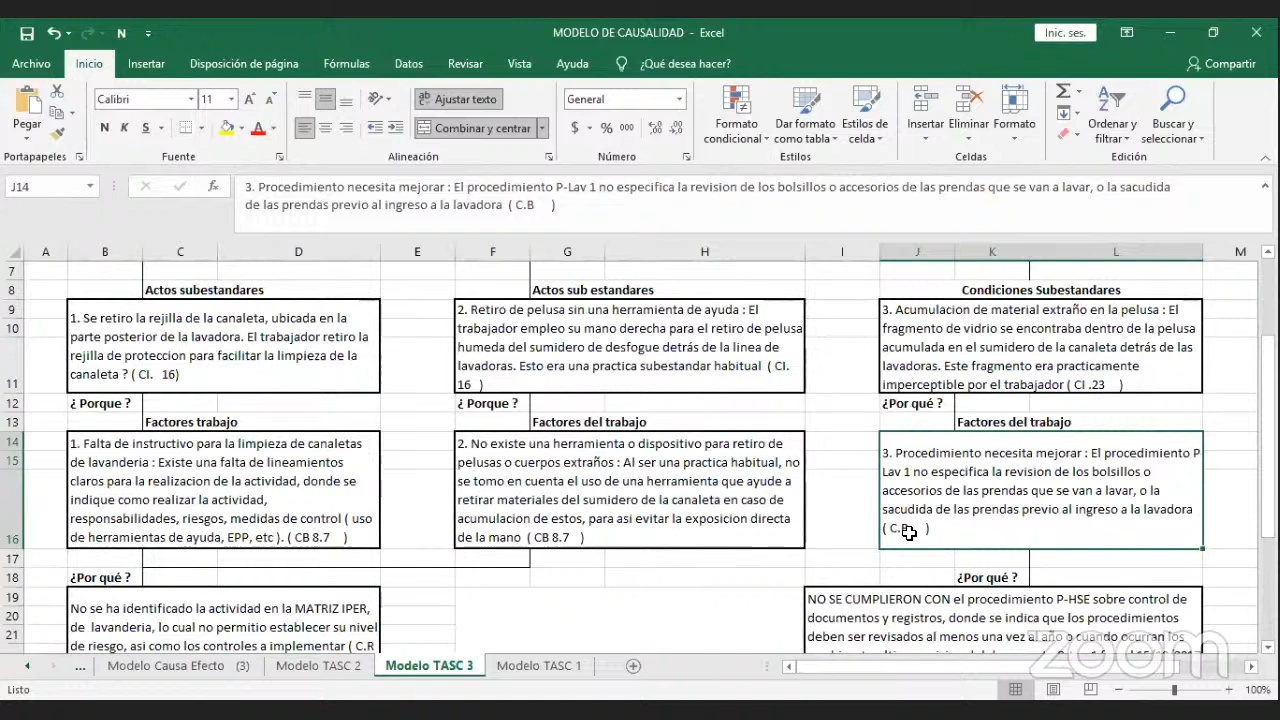 N
MODELO DE CAUSALIDAD - Excel
Inic. ses.
Archivo Inicio Insertar Disposición de página Fórmulas Datos Revisar Vista Ayuda ¿Qué desea hacer? Compartir
Pegar
Calibri 11
N K S
Ajustar texto
Combinar y centrar
General
$ % 000
Formato condicional
Dar formato como tabla
Estilos de celda
Insertar Eliminar Formato
Ordenar y filtrar
Buscar y seleccionar
Portapapeles Fuente Alineación Número Estilos Celdas Edición
J14
fx
3. Procedimiento necesita mejorar : El procedimiento P-Lav 1 no especifica la revision de los bolsillos o accesorios de las prendas que se van a lavar, o la sacudida
de las prendas previo al ingreso a la lavadora ( C.B )
A B C D E F G H I J K L M
7
8 Actos subestandares Actos sub estandares Condiciones Subestandares
9
10
11
1. Se retiro la rejilla de la canaleta, ubicada en la
parte posterior de la lavadora. El trabajador retiro la
rejilla de proteccion para facilitar la limpieza de la
canaleta ? ( CI. 16)
2. Retiro de pelusa sin una herramienta de ayuda : El
trabajador empleo su mano derecha para el retiro de pelusa
humeda del sumidero de desfogue detrás de la linea de
lavadoras. Esto era una practica subestandar habitual ( CI.
16 )
3. Acumulacion de material extraño en la pelusa : El
fragmento de vidrio se encontraba dentro de la pelusa
acumulada en el sumidero de la canaleta detrás de las
lavadoras. Este fragmento era practicamente
imperceptible por el trabajador ( CI .23 )
12 ¿ Porque ? ¿ Porque ? ¿Por qué ?
13 Factores trabajo Factores del trabajo Factores del trabajo
14
15
16
1. Falta de instructivo para la limpieza de canaletas
de lavanderia : Existe una falta de lineamientos
claros para la realizacion de la actividad, donde se
indique como realizar la actividad,
responsabilidades, riesgos, medidas de control ( uso
de herramientas de ayuda, EPP, etc ). ( CB 8.7 )
2. No existe una herramienta o dispositivo para retiro de
pelusas o cuerpos extraños : Al ser una practica habitual, no
se tomo en cuenta el uso de una herramienta que ayude a
retirar materiales del sumidero de la canaleta en caso de
acumulacion de estos, para asi evitar la exposicion directa
de la mano ( CB 8.7 )
3. Procedimiento necesita mejorar : El procedimiento P
Lav 1 no especifica la revision de los bolsillos o
accesorios de las prendas que se van a lavar, o la
sacudida de las prendas previo al ingreso a la lavadora
( C.B )
17
18 ¿Por qué ? ¿Por qué ?
19
20
21
No se ha identificado la actividad en la MATRIZ IPER,
de lavanderia, lo cual no permitio establecer su nivel
de riesgo, asi como los controles a implementar ( C.R
NO SE CUMPLIERON CON el procedimiento P-HSE sobre control de
documentos y registros, donde se indica que los procedimientos
deben ser revisados al menos una vez al año o cuando ocurran los
... Modelo Causa Efecto (3) Modelo TASC 2 Modelo TASC 3 Modelo TASC 1
zoom
Listo 100%